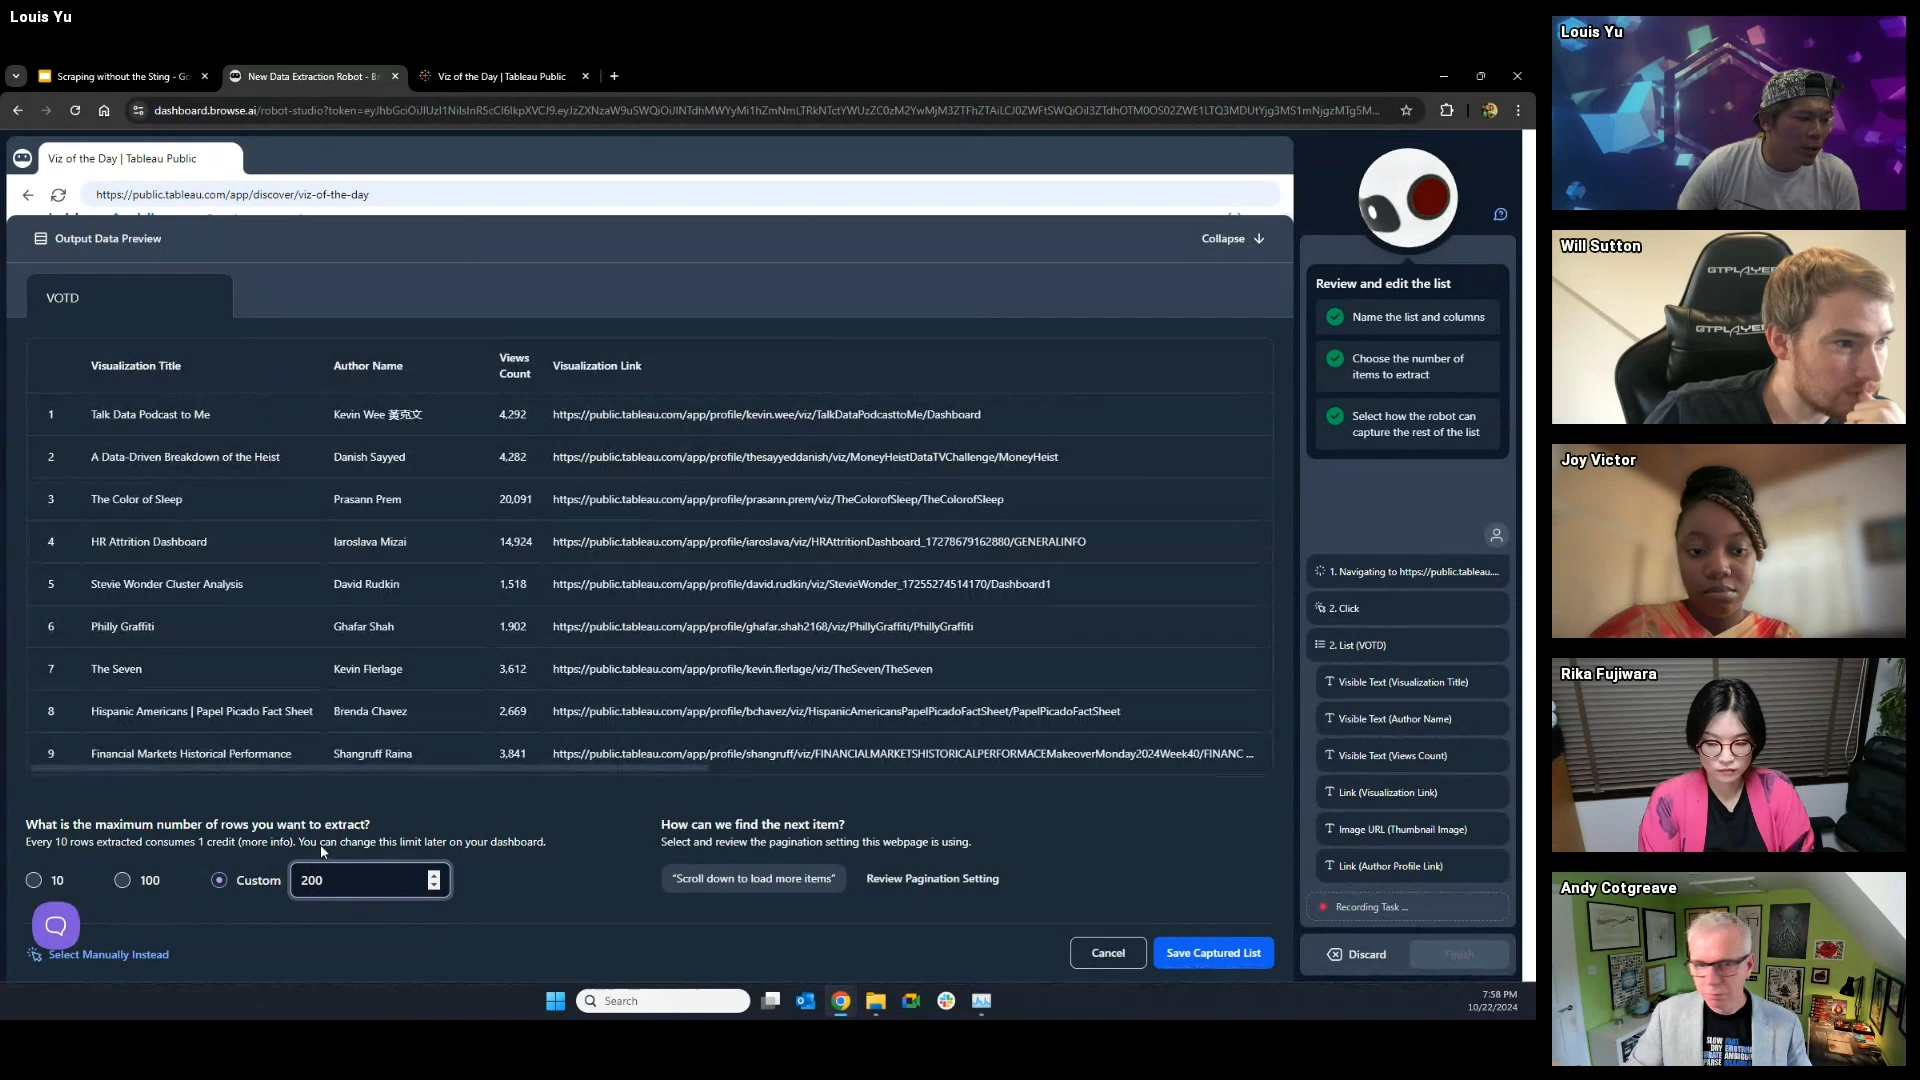 Louis Yu
Scraping without the Sting - Go
New Data Extraction Robot - Br
Viz of the Day | Tableau Public
dashboard.browse.ai/robot-studio?
Viz of the Day | Tableau Public
https://public.tableau.com/app/discover/viz-of-the-day
Output Data Preview
Collapse
VOTD
Visualization Title Author Name Views Count Visualization Link
1 Talk Data Podcast to Me Kevin Wee 黃克文 4,292 https://public.tableau.com/app/profile/kevin.wee/viz/TalkDataPodcasttoMe/Dashboard
2 A Data-Driven Breakdown of the Heist Danish Sayyed 4,282 https://public.tableau.com/app/profile/thesayyeddanish/viz/MoneyHeistDataTVChallenge/MoneyHeist
3 The Color of Sleep Prasann Prem 20,091 https://public.tableau.com/app/profile/prasann.prem/viz/TheColorofSleep/TheColorofSleep
4 HR Attrition Dashboard Iaroslava Mizai 14,924 https://public.tableau.com/app/profile/iaroslava/viz/HRAttritionDashboard_17278679162880/GENERALINFO
5 Stevie Wonder Cluster Analysis David Rudkin 1,518 https://public.tableau.com/app/profile/david.rudkin/viz/StevieWonder_17255274514170/Dashboard1
6 Philly Graffiti Ghafar Shah 1,902 https://public.tableau.com/app/profile/ghafar.shah2168/viz/PhillyGraffiti/PhillyGraffiti
7 The Seven Kevin Flerlage 3,612 https://public.tableau.com/app/profile/kevin.flerlage/viz/TheSeven/TheSeven
8 Hispanic Americans | Papel Picado Fact Sheet Brenda Chavez 2,669 https://public.tableau.com/app/profile/bchavez/viz/HispanicAmericansPapelPicadoFactSheet/PapelPicadoFactSheet
9 Financial Markets Historical Performance Shangruff Raina 3,841 https://public.tableau.com/app/profile/shangruff/viz/FINANCIALMARKETSHISTORICALPERFORMACEMakeoverMonday2024Week40/FINANC ...
What is the maximum number of rows you want to extract?
Every 10 rows extracted consumes 1 credit (more info). You can change this limit later on your dashboard.
10 100 Custom 200
How can we find the next item?
Select and review the pagination setting this webpage is using.
"Scroll down to load more items" Review Pagination Setting
Select Manually Instead
Cancel
Save Captured List
Review and edit the list
Name the list and columns
Choose the number of
items to extract
Select how the robot can
capture the rest of the list
1. Navigating to https://public.tableau....
2. Click
2. List (VOTD)
Visible Text (Visualization Title)
Visible Text (Author Name)
Visible Text (Views Count)
Link (Visualization Link)
Image URL (Thumbnail Image)
Link (Author Profile Link)
Recording Task ...
Discard
Finish
Search
7:58 PM
10/22/2024
Louis Yu
Will Sutton
GTPLAYER
GTPLAYER
Joy Victor
Rika Fujiwara
Andy Cotgreave